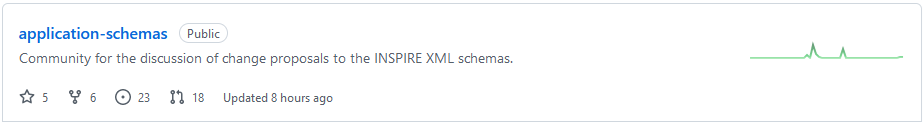 application-schemas Public
Community for the discussion of change proposals to the INSPIRE XML schemas.
5 6 23 18 Updated 8 hours ago